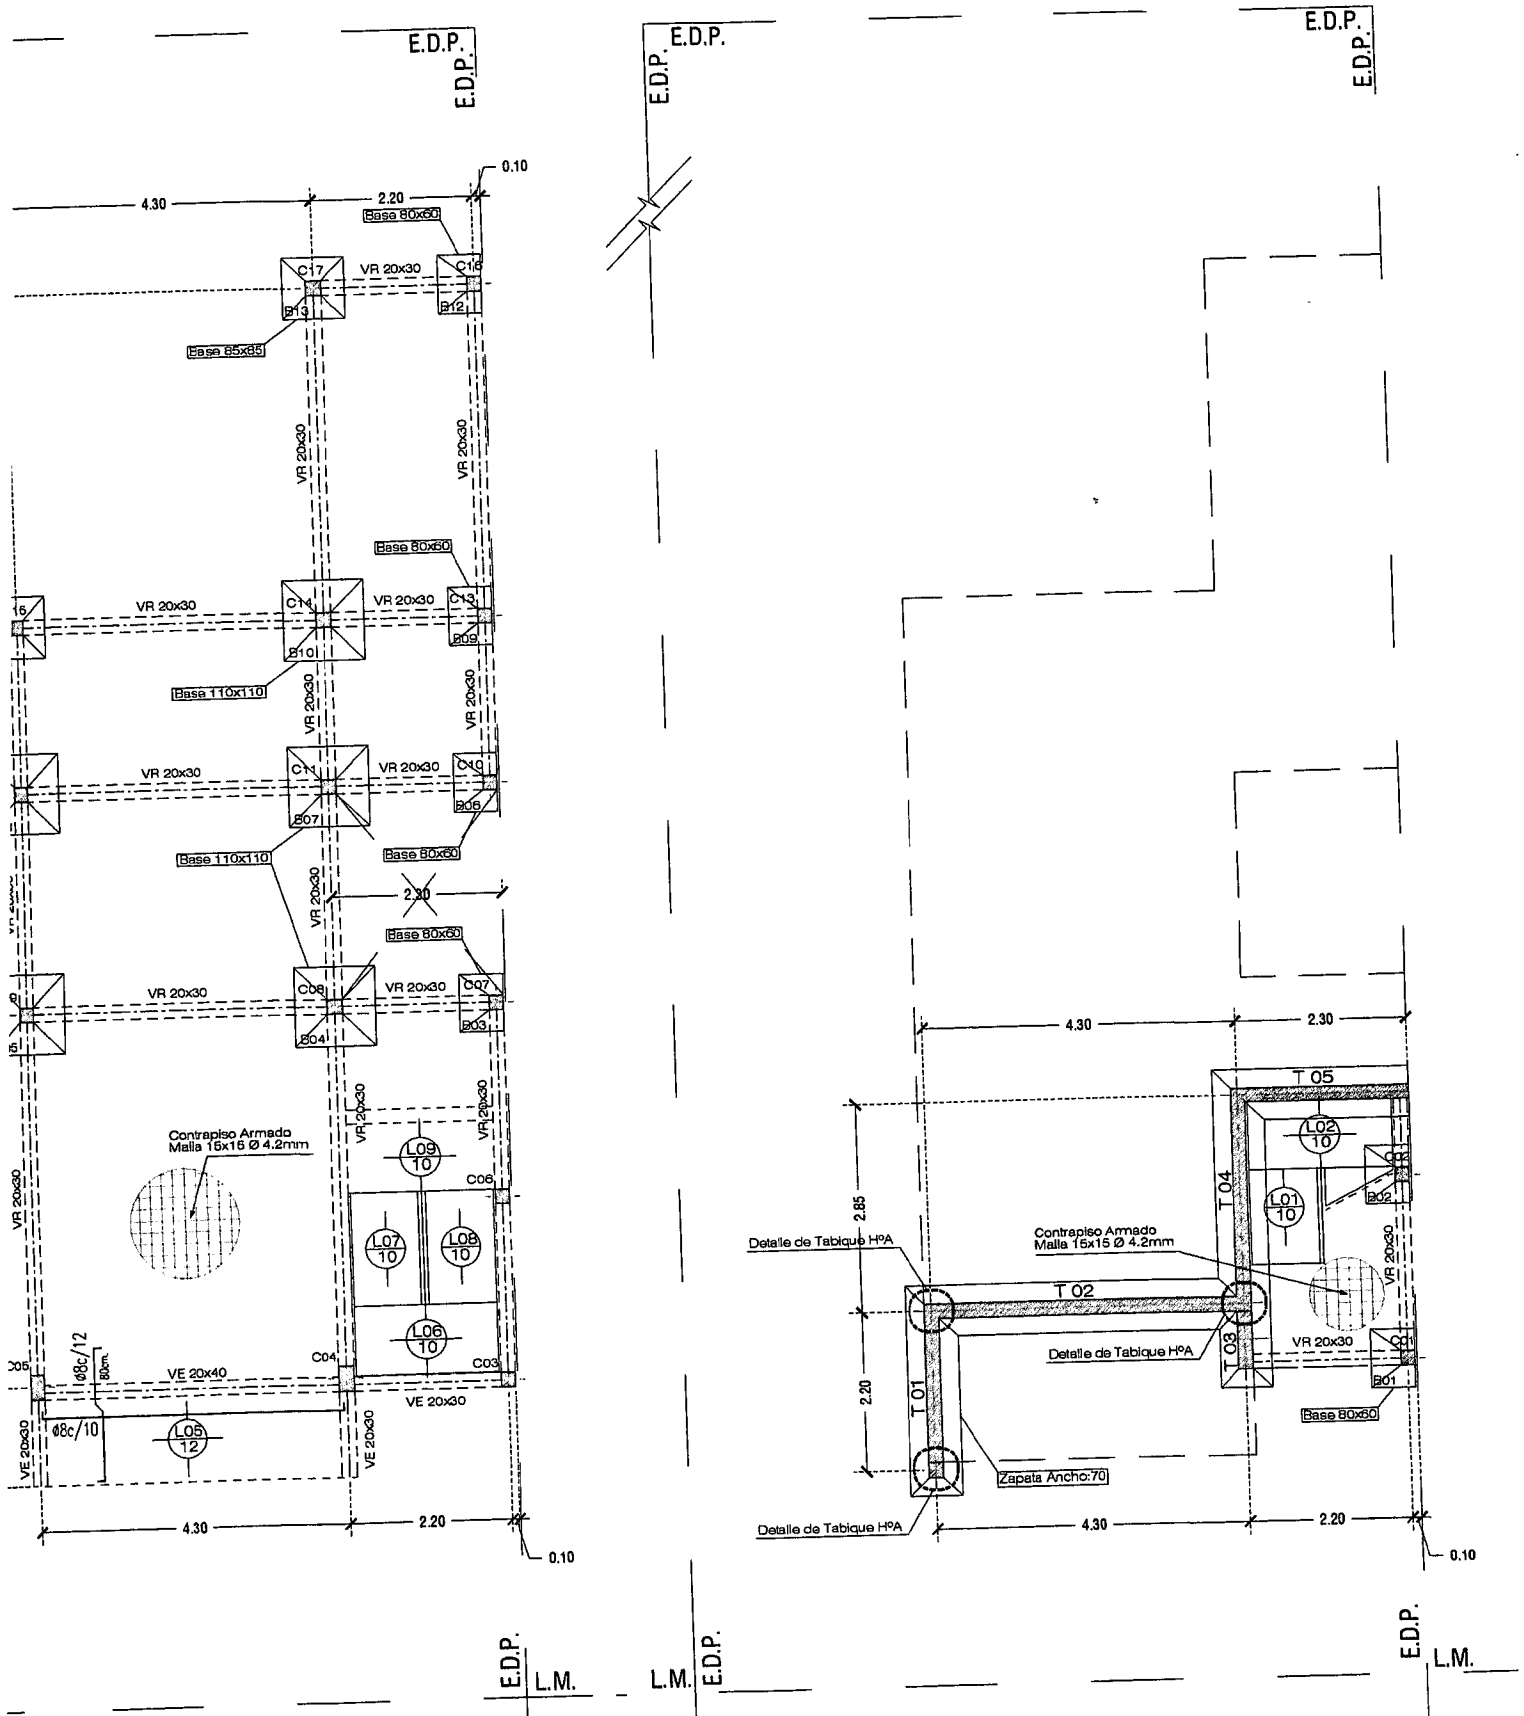 E.D.P.
E.D.P.
0.10
4.30
2.20
Base 80x60
C17
VR 20x30
C16
B13
B12
Base 85x85
VR 20x30
VR 20x30
Base 80x60
15
VR 20x30
C14
VR 20x30
C13
B10
B09
Base 110x110
VR 20x30
VR 20x30
VR 20x30
C11
VR 20x30
C10
B07
B06
Base 110x110
Base 80x60
VR 20x30
2.30
Base 80x60
VR 20x30
C08
VR 20x30
C07
B04
B03
VR 20x30
VR 20x30
VR 20x30
Contrapiso Armado
Malla 15x15 Ø 4.2mm
L09
10
C06
L07
10
L08
10
L06
10
C05
ø8c/12
80cm.
VE 20x40
C04
C03
VE 20x30
ø8c/10
L05
12
VE 20x30
VE 20x30
4.30
2.20
0.10
E.D.P.
L.M.
E.D.P.
E.D.P.
E.D.P.
E.D.P.
4.30
2.30
T 05
L02
10
C02
B02
T 04
L01
10
2.85
Detalle de Tabique HºA
Contrapiso Armado
Malla 15x15 Ø 4.2mm
VR 20x30
T 02
T 03
VR 20x30
C01
B01
Detalle de Tabique HºA
Base 80x60
2.20
T 01
Zapata Ancho:70
Detalle de Tabique HºA
4.30
2.20
0.10
L.M.
E.D.P.
E.D.P.
L.M.